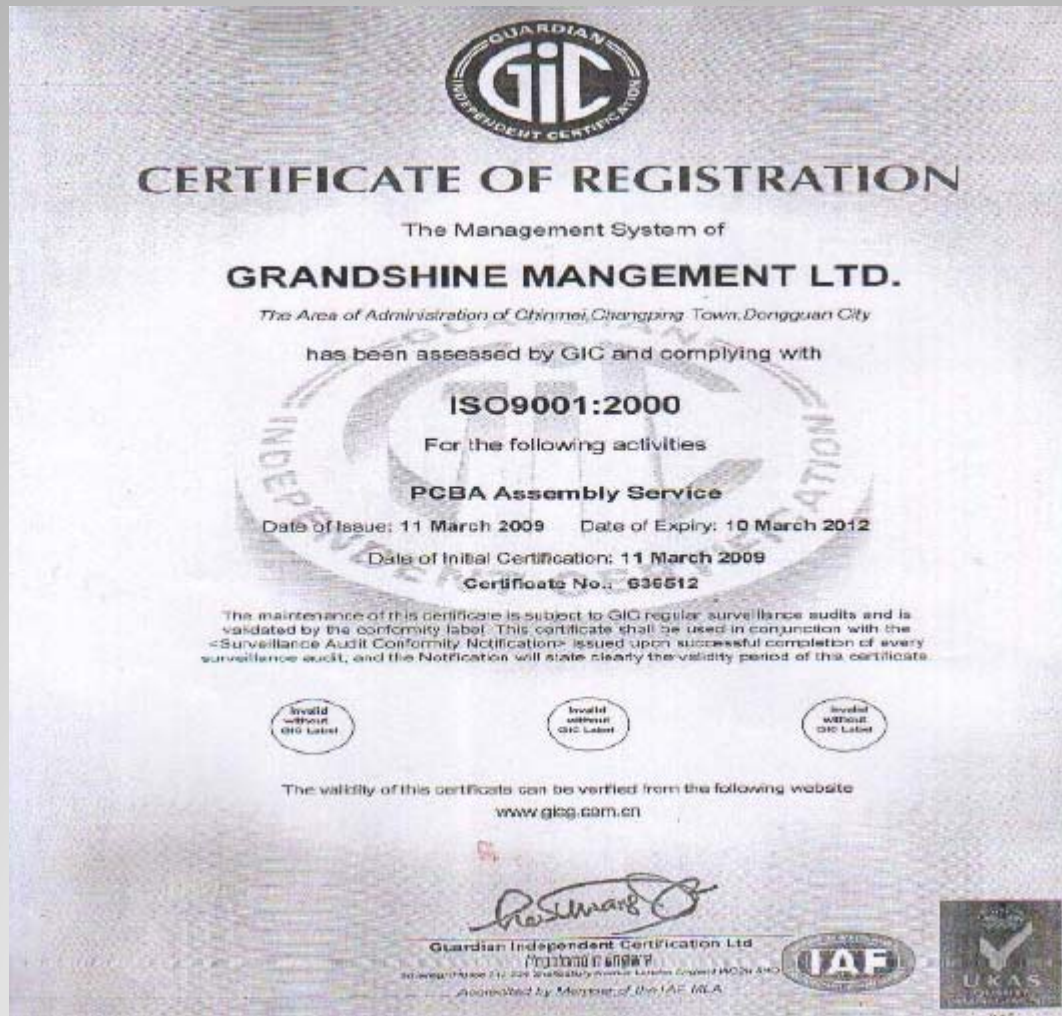 GUARDIAN
GiC
INDEPENDENT CERTIFICATION
CERTIFICATE OF REGISTRATION
The Management System of
GRANDSHINE MANGEMENT LTD.
The Area of Administration of Chinmei,Changping Town,Dongguan City
has been assessed by GIC and complying with
ISO9001:2000
For the following activities
PCBA Assembly Service
Date of Issue: 11 March 2009 Date of Expiry: 10 March 2012
Date of Initial Certification: 11 March 2009
Certificate No.: 636512
The maintenance of this certificate is subject to GIC regular surveillance audits and is
validated by the conformity label. This certificate shall be used in conjunction with the
<Surveillance Audit Conformity Notification> issued upon successful completion of every
surveillance audit, and the Notification will state clearly the validity period of this certificate.
Invalid without GIC Label
Invalid without GIC Label
Invalid without GIC Label
The validity of this certificate can be verified from the following website
www.gicg.com.cn
Guardian Independent Certification Ltd
Accredited by Member of the IAF MLA
IAF
UKAS
QUALITY
MANAGEMENT